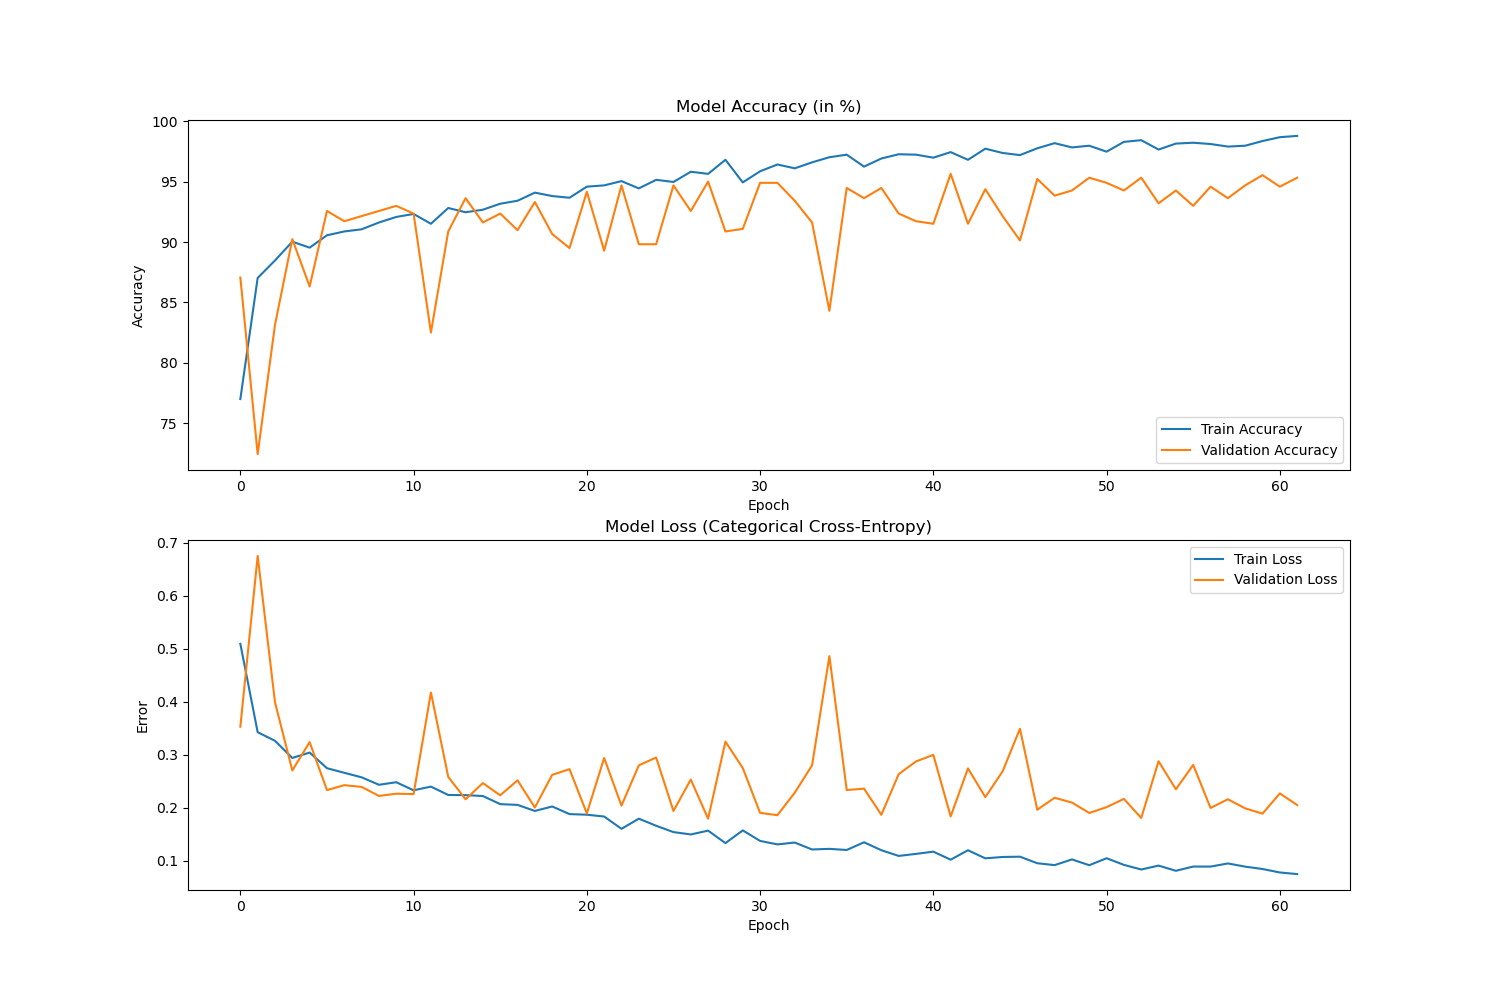 Model Accuracy (in %)
100
95
90
85
80
75
Accuracy
Train Accuracy
Validation Accuracy
0 10 20 30 40 50 60
Epoch
Model Loss (Categorical Cross-Entropy)
0.7
0.6
0.5
0.4
0.3
0.2
0.1
Error
Train Loss
Validation Loss
0 10 20 30 40 50 60
Epoch